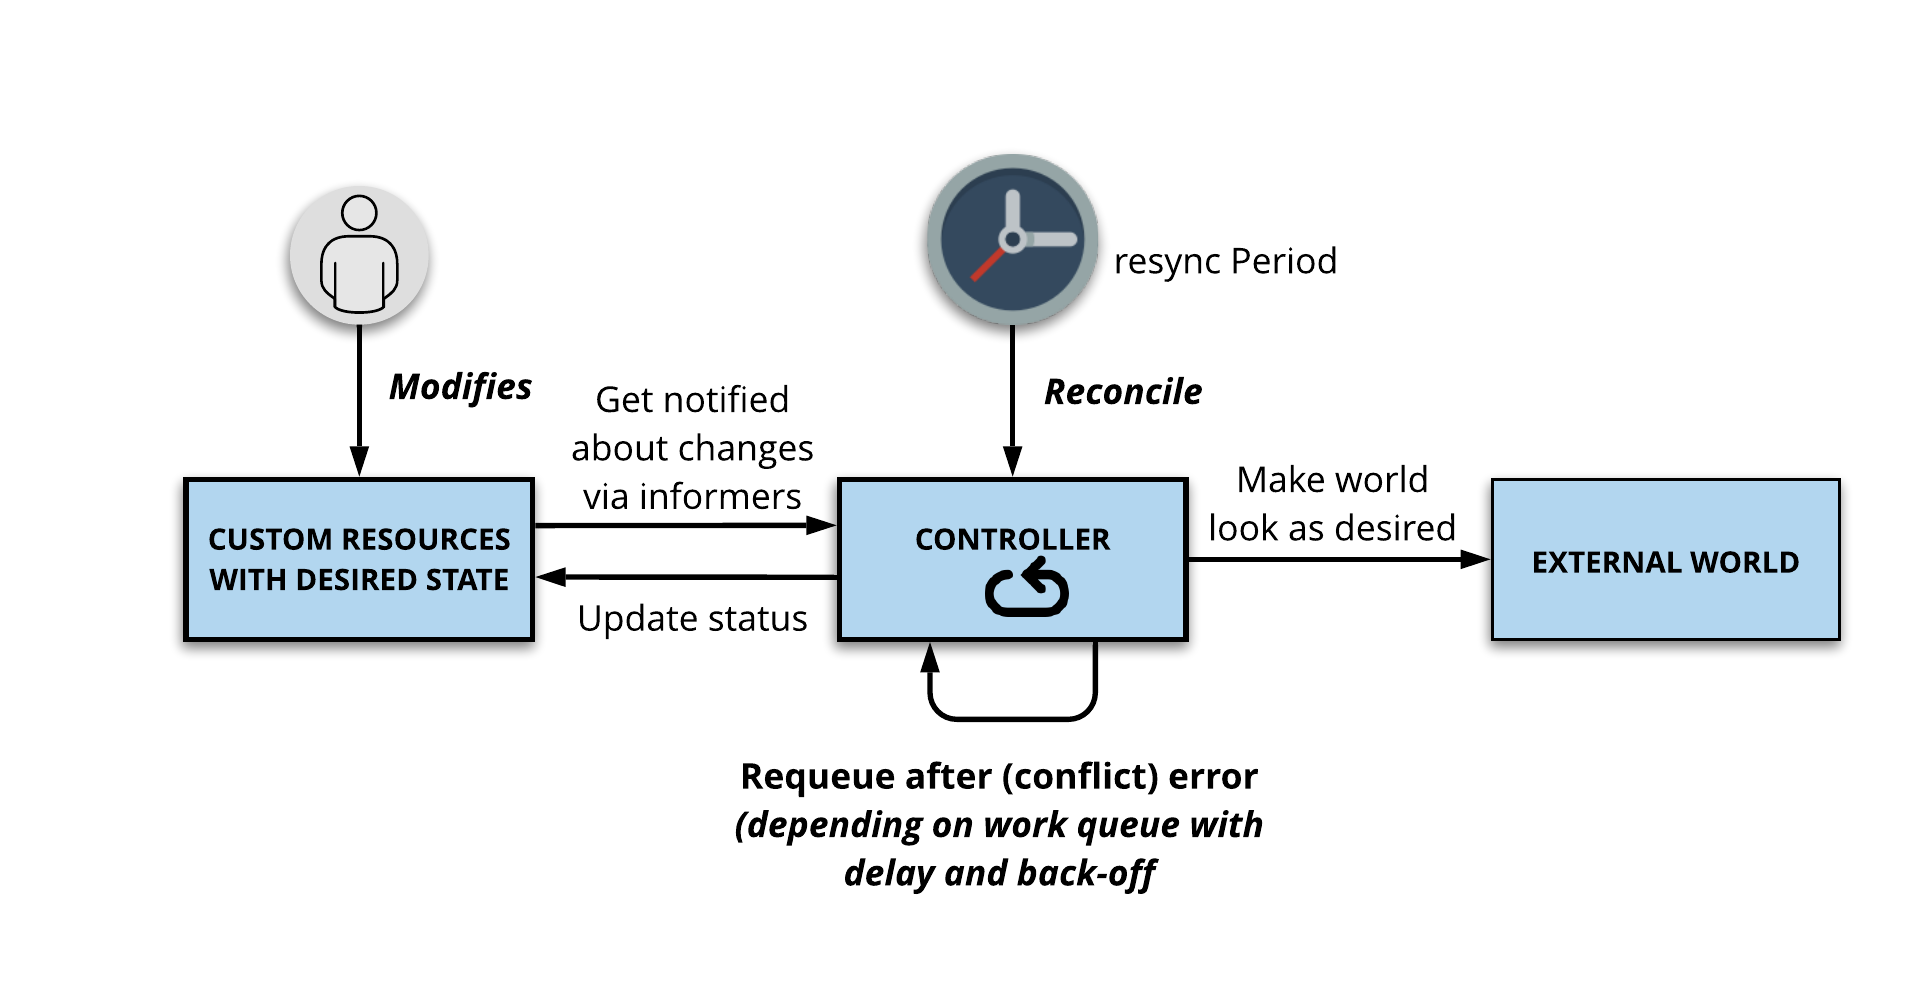 resync Period
Modifies
Reconcile
Get notified
about changes
via informers
Make world
look as desired
CUSTOM RESOURCES
WITH DESIRED STATE
CONTROLLER
EXTERNAL WORLD
Update status
Requeue after (conflict) error
(depending on work queue with
delay and back-off